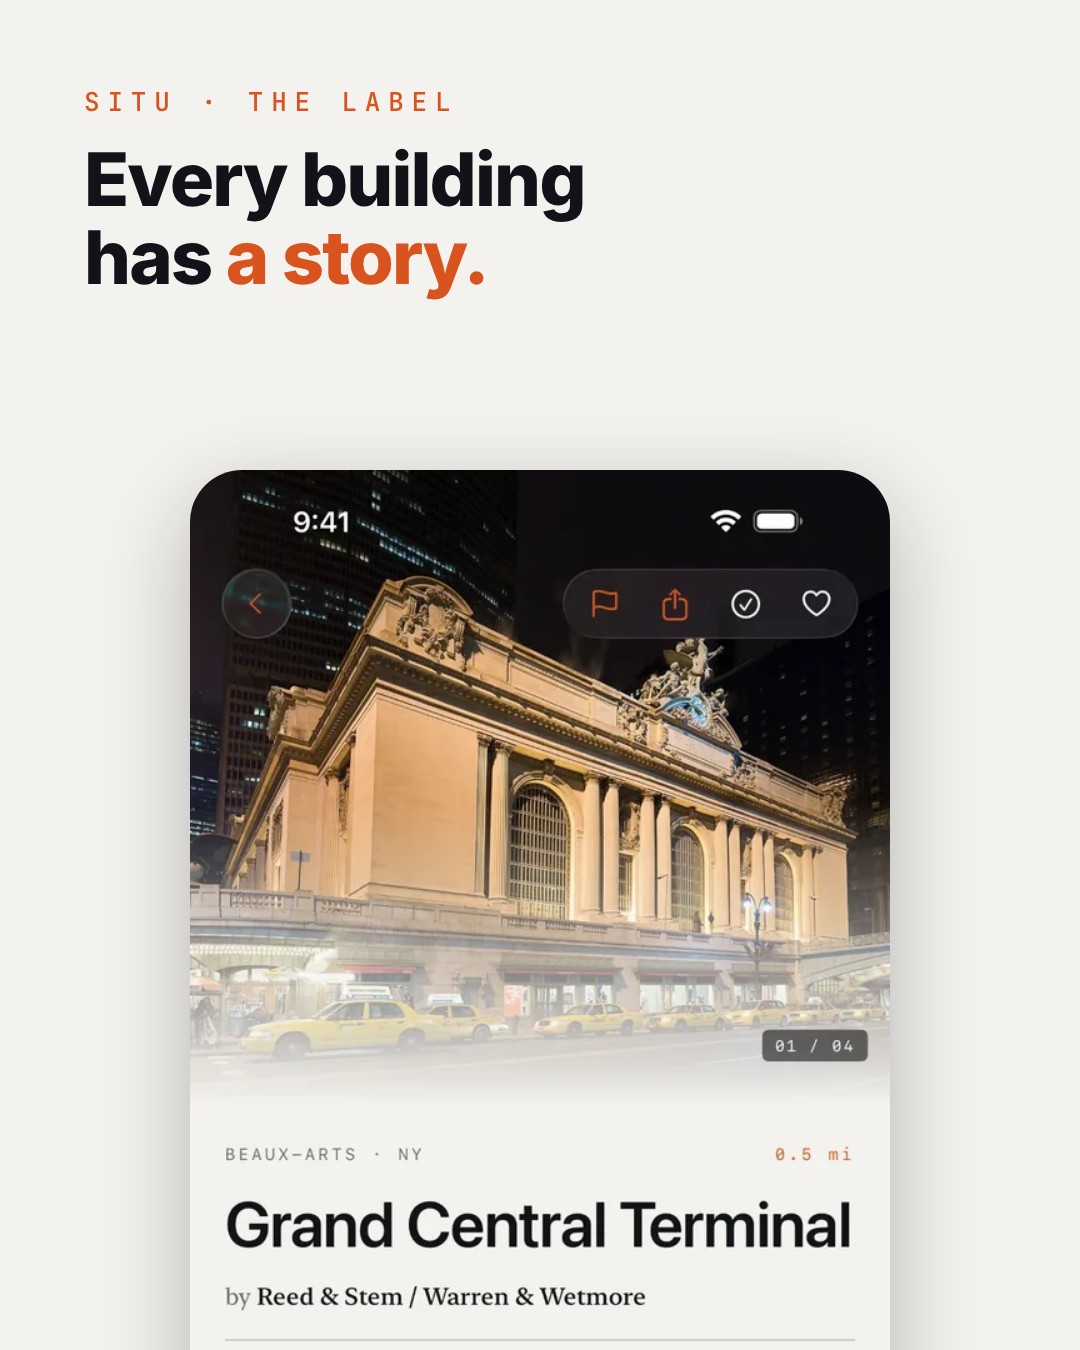 SITU · THE LABEL
Every building
has a story.
9:41
01 / 04
BEAUX–ARTS · NY
0.5 mi
Grand Central Terminal
by Reed & Stem / Warren & Wetmore